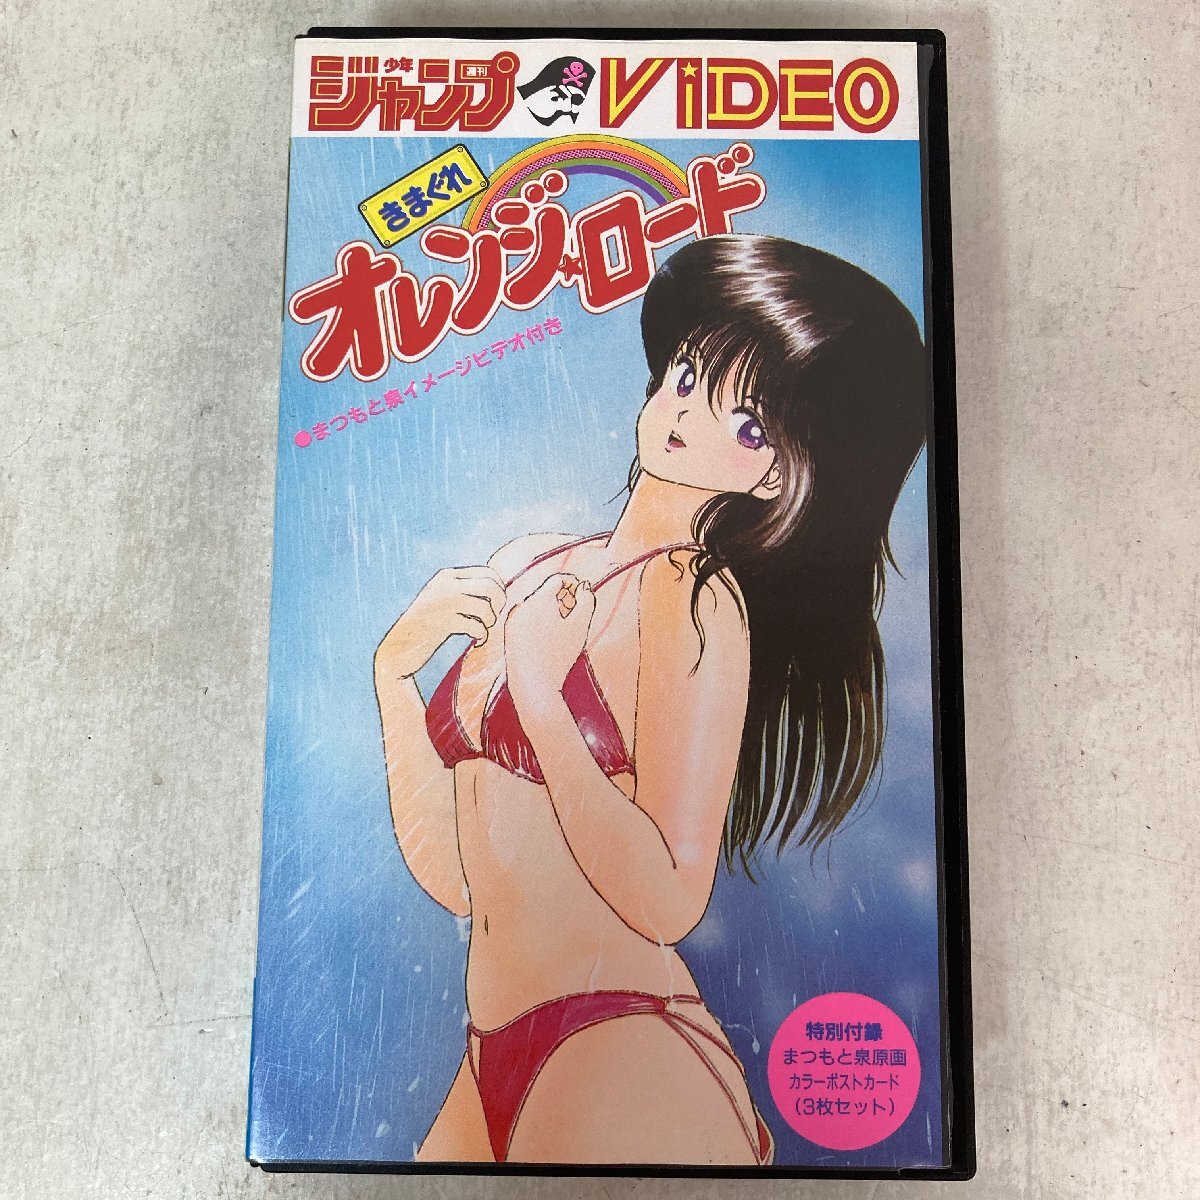 週刊少年ジャンプ VIDEO
きまぐれ
オレンジ☆ロード
●まつもと泉イメージビデオ付き
特別付録
まつもと泉原画
カラーポストカード
(3枚セット)